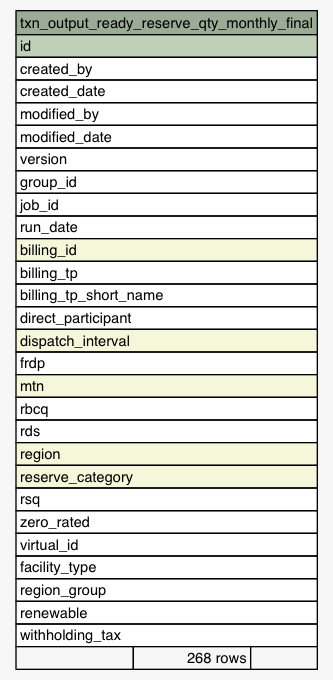 txn_output_ready_reserve_qty_monthly_final
id
created_by
created_date
modified_by
modified_date
version
group_id
job_id
run_date
billing_id
billing_tp
billing_tp_short_name
direct_participant
dispatch_interval
frdp
mtn
rbcq
rds
region
reserve_category
rsq
zero_rated
virtual_id
facility_type
region_group
renewable
withholding_tax
268 rows